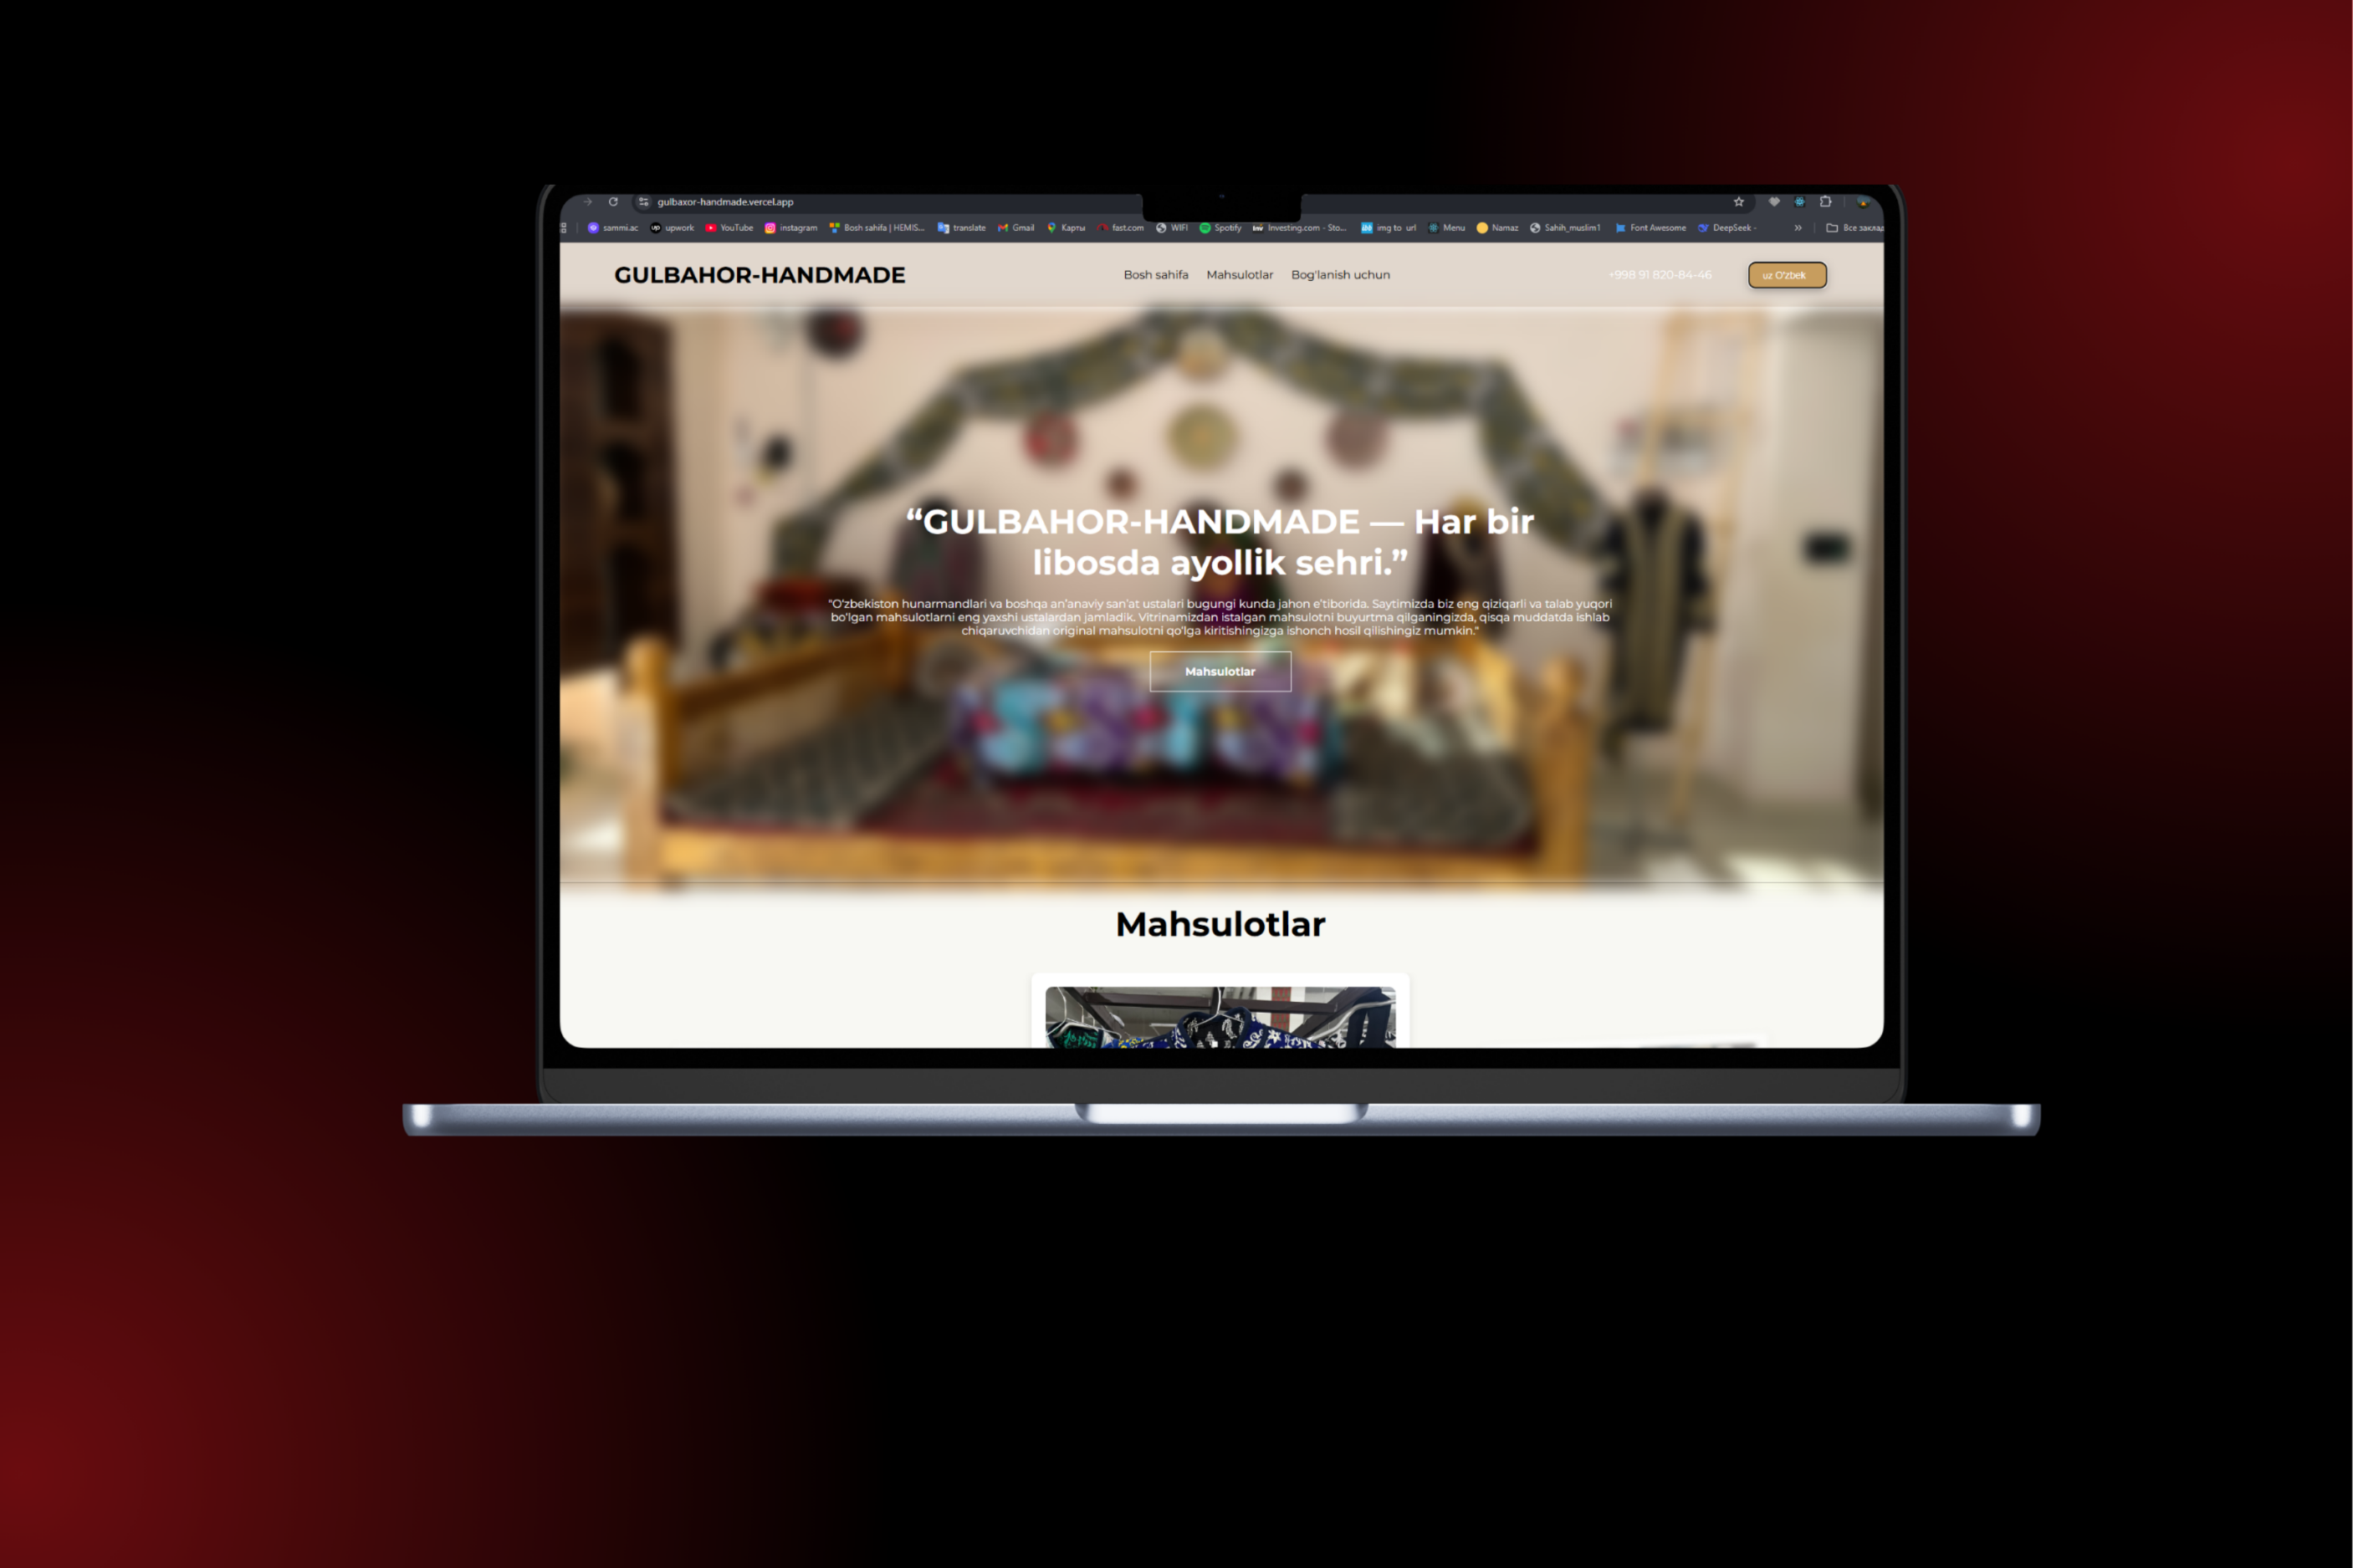 gulbaxor-handmade.vercel.app
sammi.ac upwork YouTube instagram Bosh sahifa | HEMIS... translate Gmail Карты fast.com WIFI Spotify Investing.com - Sto... img to url Menu Namaz Sahih_muslim1 Font Awesome DeepSeek - » Все заклад
GULBAHOR-HANDMADE Bosh sahifa Mahsulotlar Bog'lanish uchun +998 91 820-84-46 uz O'zbek
“GULBAHOR-HANDMADE — Har bir
libosda ayollik sehri.”
"O'zbekiston hunarmandlari va boshqa an'anaviy san'at ustalari bugungi kunda jahon e'tiborida. Saytimizda biz eng qiziqarli va talab yuqori
bo'lgan mahsulotlarni eng yaxshi ustalardan jamladik. Vitrinamizdan istalgan mahsulotni buyurtma qilganingizda, qisqa muddatda ishlab
chiqaruvchidan original mahsulotni qo'lga kiritishingizga ishonch hosil qilishingiz mumkin."
Mahsulotlar
Mahsulotlar